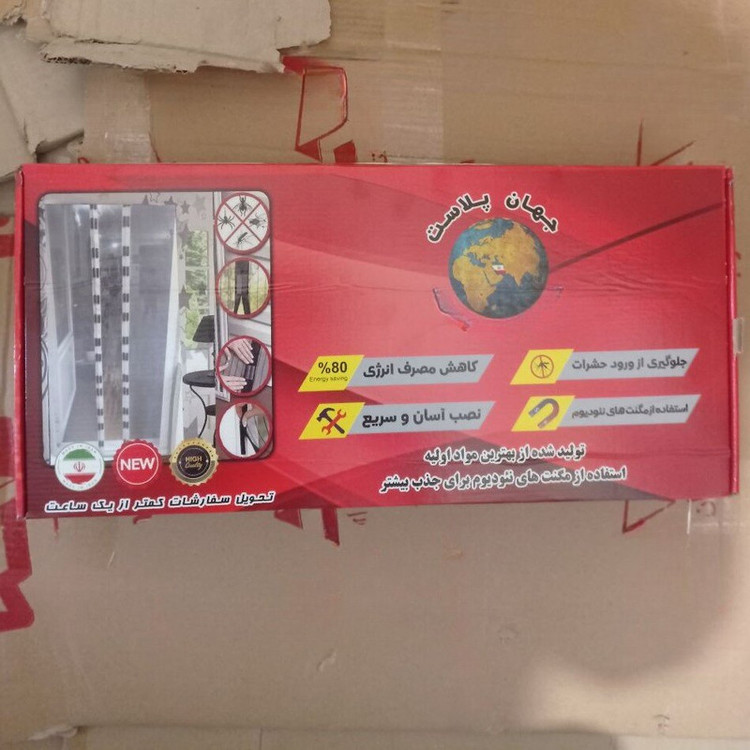 جهان پلاست
جلوگیری از ورود حشرات
کاهش مصرف انرژی
%80
Energy saving
استفاده از مگنت های نئودیوم
نصب آسان و سریع
تولید شده از بهترین مواد اولیه
استفاده از مگنت های نئودیوم برای جذب بیشتر
NEW
HIGH
Quality
تحویل سفارشات کمتر از یک ساعت